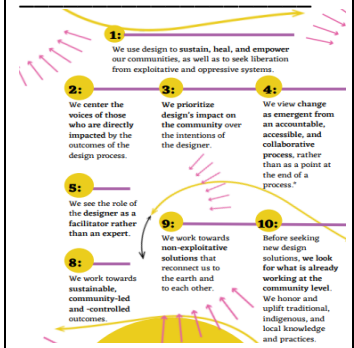 1:
We use design to sustain, heal, and empower
our communities, as well as to seek liberation
from exploitative and oppressive systems.
2:
We center the
voices of those
who are directly
impacted by the
outcomes of the
design process.
3:
We prioritize
design's impact on
the community over
the intentions of
the designer.
4:
We view change
as emergent from
an accountable,
accessible, and
collaborative
process, rather
than as a point at
the end of a
process.*
5:
We see the role of
the designer as a
facilitator rather
than an expert.
8:
We work towards
sustainable,
community-led
and -controlled
outcomes.
9:
We work towards
non-exploitative
solutions that
reconnect us to
the earth and
to each other.
10:
Before seeking
new design
solutions, we look
for what is already
working at the
community level.
We honor and
uplift traditional,
indigenous, and
local knowledge
and practices.